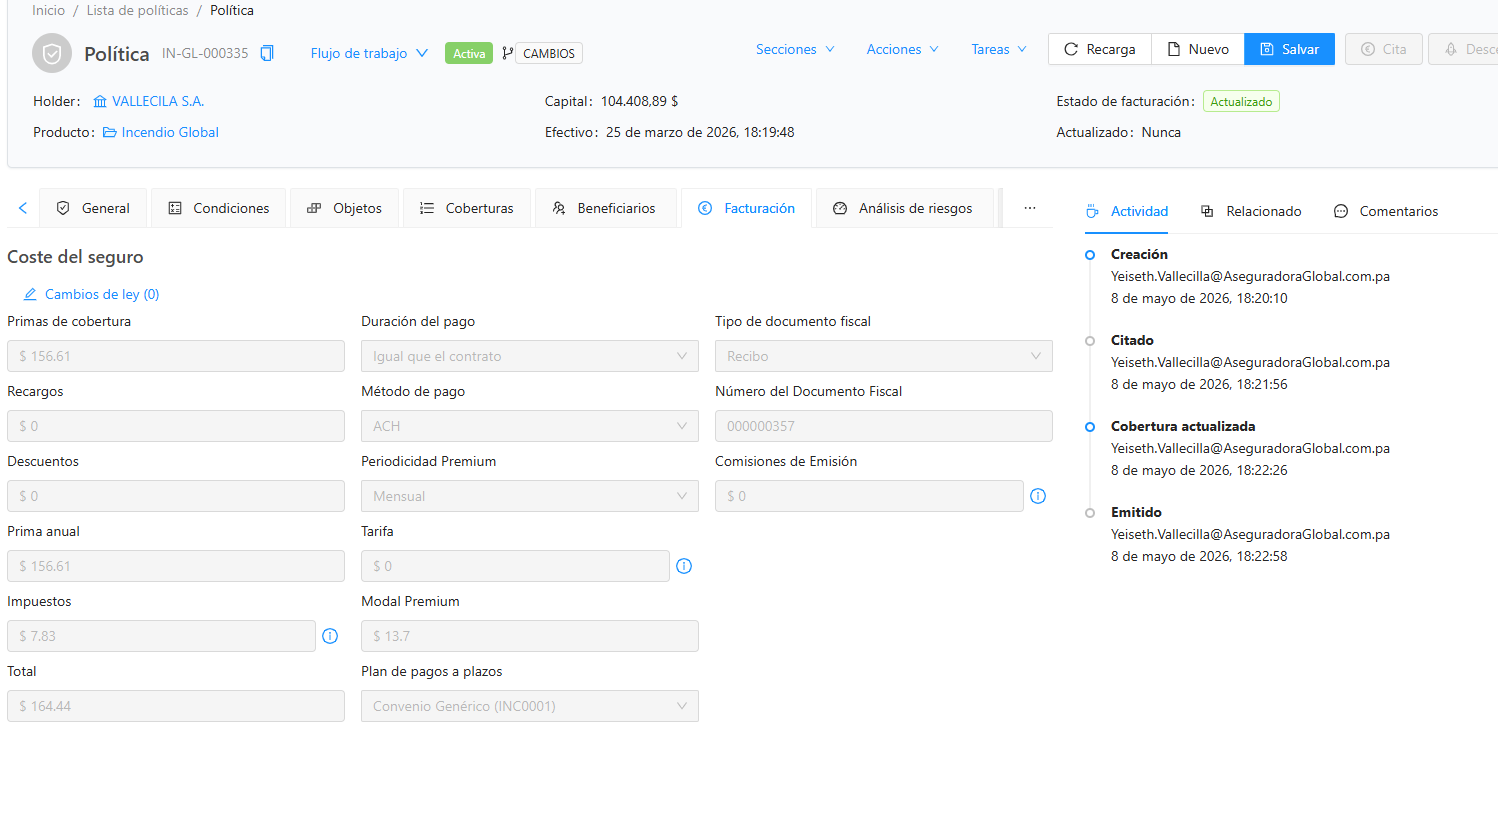 Inicio / Lista de políticas / Política
Política IN-GL-000335 Flujo de trabajo Activa CAMBIOS Secciones Acciones Tareas Recarga Nuevo Salvar Cita Desc
Holder: VALLECILA S.A. Capital: 104.408,89 $ Estado de facturación: Actualizado
Producto: Incendio Global Efectivo: 25 de marzo de 2026, 18:19:48 Actualizado: Nunca
General Condiciones Objetos Coberturas Beneficiarios Facturación Análisis de riesgos ...
Coste del seguro
Cambios de ley (0)
Primas de cobertura Duración del pago Tipo de documento fiscal
$ 156.61 Igual que el contrato Recibo
Recargos Método de pago Número del Documento Fiscal
$ 0 ACH 000000357
Descuentos Periodicidad Premium Comisiones de Emisión
$ 0 Mensual $ 0
Prima anual Tarifa
$ 156.61 $ 0
Impuestos Modal Premium
$ 7.83 $ 13.7
Total Plan de pagos a plazos
$ 164.44 Convenio Genérico (INC0001)
Actividad Relacionado Comentarios
Creación
Yeiseth.Vallecilla@AseguradoraGlobal.com.pa
8 de mayo de 2026, 18:20:10
Citado
Yeiseth.Vallecilla@AseguradoraGlobal.com.pa
8 de mayo de 2026, 18:21:56
Cobertura actualizada
Yeiseth.Vallecilla@AseguradoraGlobal.com.pa
8 de mayo de 2026, 18:22:26
Emitido
Yeiseth.Vallecilla@AseguradoraGlobal.com.pa
8 de mayo de 2026, 18:22:58